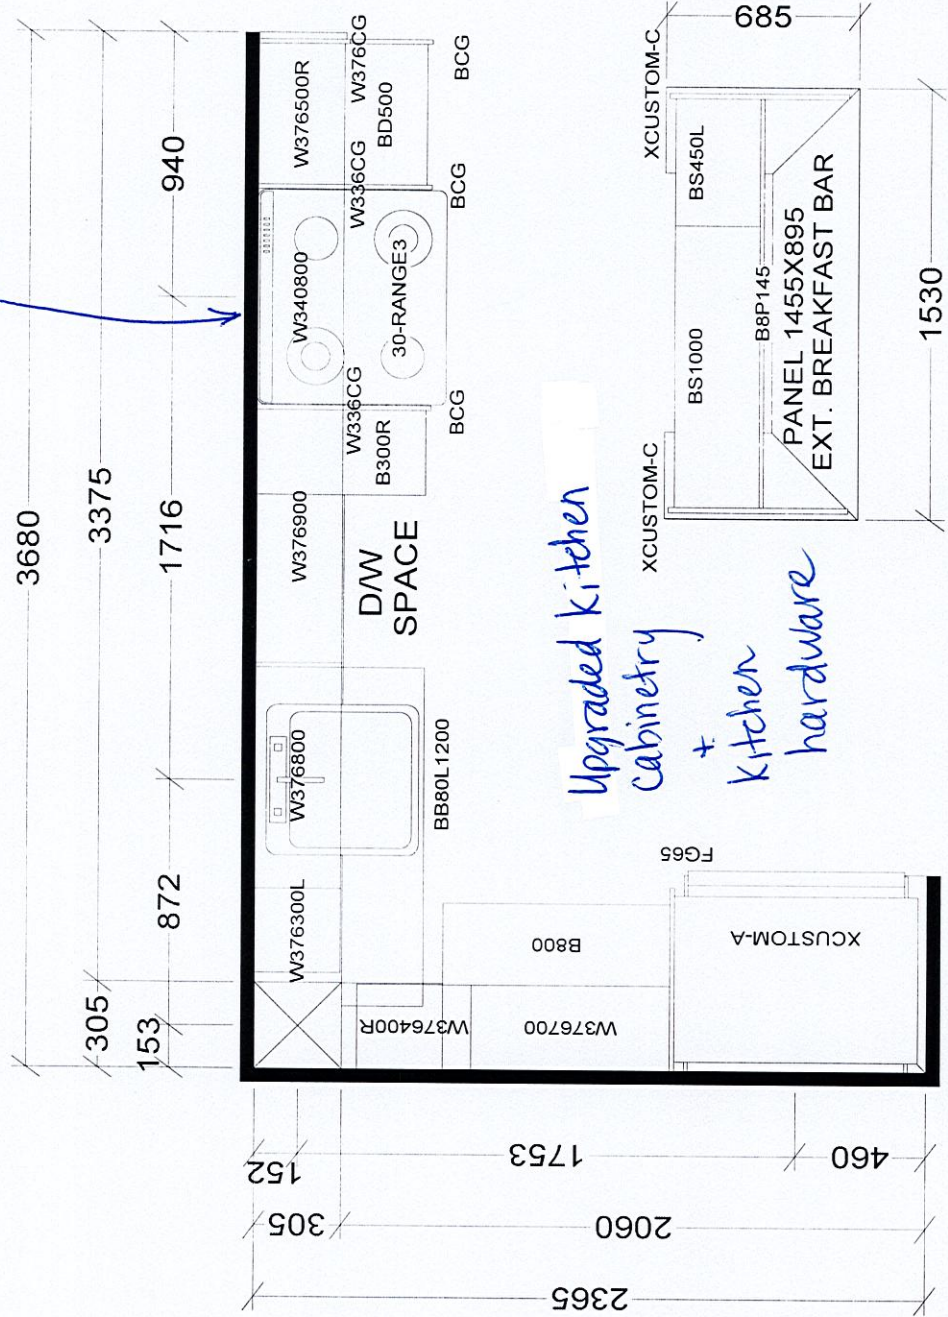 3680
305
3375
153
872
1716
940
W376300L
W376800
W376900
W340800
W376500R
W336CG
W336CG
W376CG
30-RANGE3
B300R
BD500
D/W
SPACE
BB80L1200
BCG
BCG
BCG
152
1753
460
305
2060
2365
W376400R
W376700
B800
XCUSTOM-A
FG65
Upgraded kitchen
cabinetry
+
kitchen
hardware
XCUSTOM-C
XCUSTOM-C
BS1000
BS450L
B8P145
PANEL 1455X895
EXT. BREAKFAST BAR
685
1530